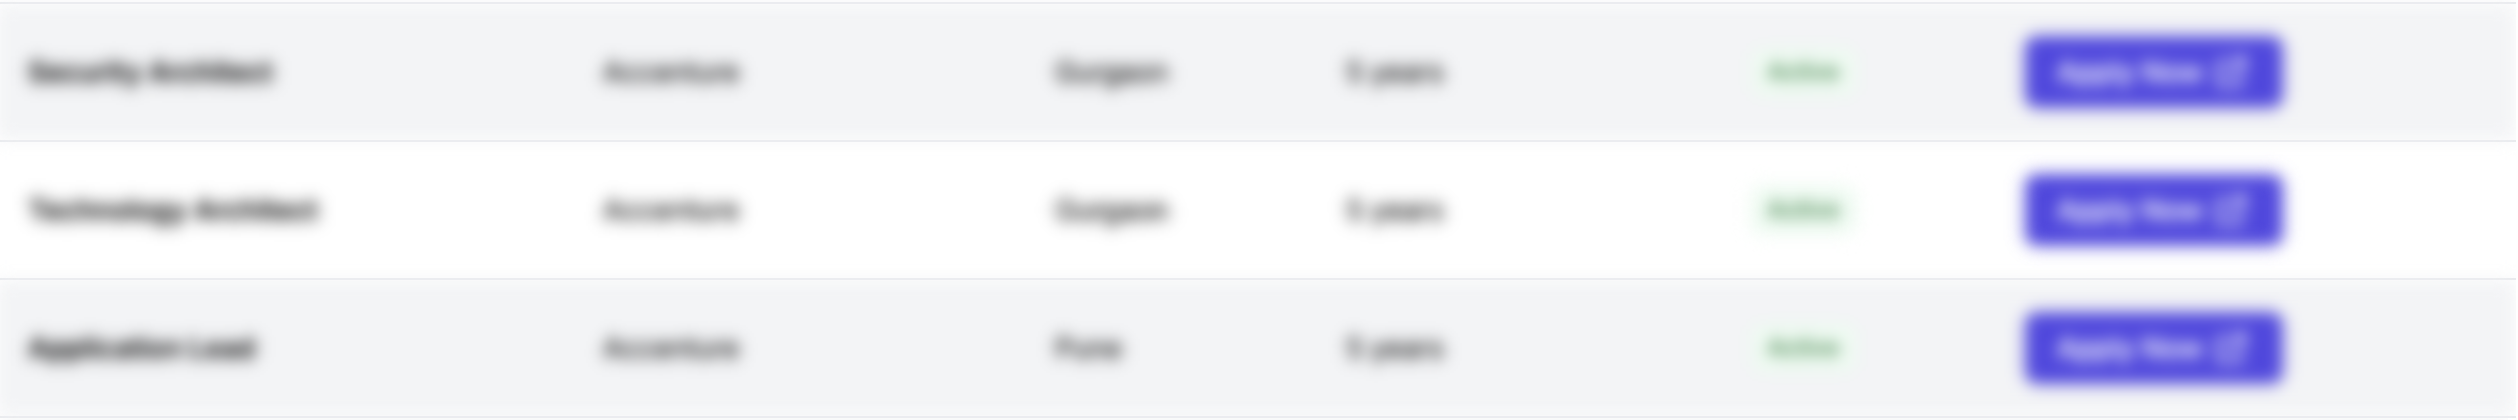 Security Architect Accenture Gurgaon 5 years Active Apply Now
Technology Architect Accenture Gurgaon 5 years Active Apply Now
Application Lead Accenture Pune 5 years Active Apply Now